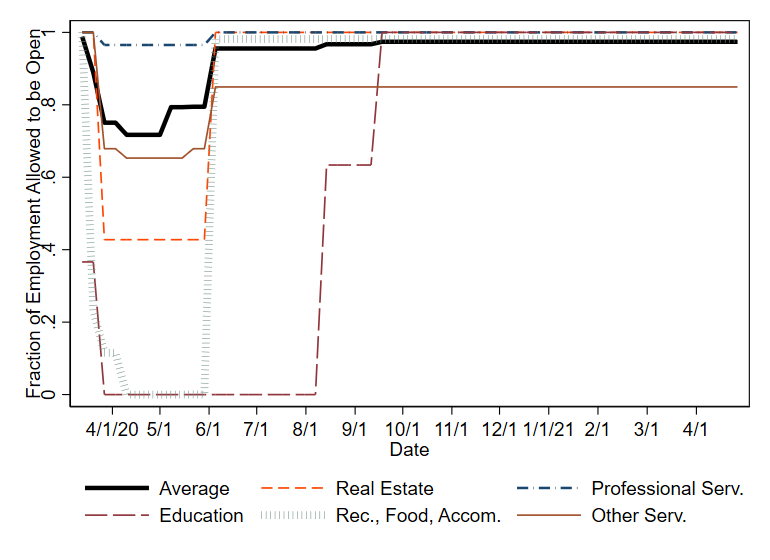 Fraction of Employment Allowed to be Open
1
.8
.6
.4
.2
0
4/1/20 5/1 6/1 7/1 8/1 9/1 10/1 11/1 12/1 1/1/21 2/1 3/1 4/1
Date
Average Real Estate Professional Serv.
Education Rec., Food, Accom. Other Serv.